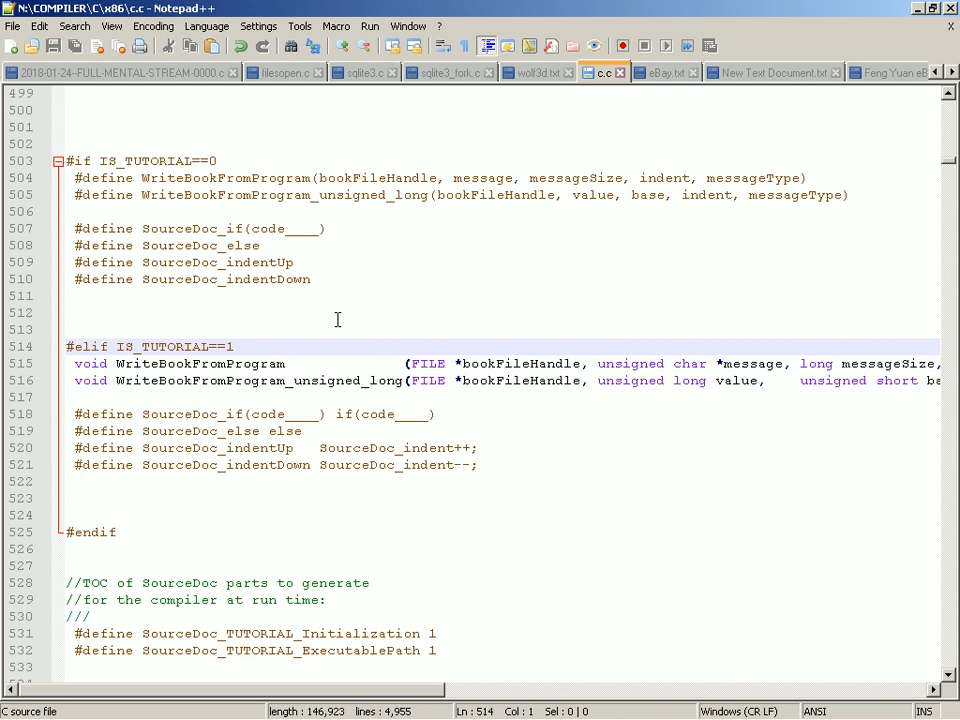 N:\COMPILER\C\x86\c.c - Notepad++
File Edit Search View Encoding Language Settings Tools Macro Run Window ? X
2018-01-24-FULL-MENTAL-STREAM-0000.c filesopen.c sqlite3.c sqlite3_fork.c wolf3d.txt c.c eBay.txt New Text Document.txt Feng Yuan eB
499
500
501
502
503 #if IS_TUTORIAL==0
504 #define WriteBookFromProgram(bookFileHandle, message, messageSize, indent, messageType)
505 #define WriteBookFromProgram_unsigned_long(bookFileHandle, value, base, indent, messageType)
506
507 #define SourceDoc_if(code____)
508 #define SourceDoc_else
509 #define SourceDoc_indentUp
510 #define SourceDoc_indentDown
511
512
513
514 #elif IS_TUTORIAL==1
515 void WriteBookFromProgram (FILE *bookFileHandle, unsigned char *message, long messageSize,
516 void WriteBookFromProgram_unsigned_long(FILE *bookFileHandle, unsigned long value, unsigned short ba
517
518 #define SourceDoc_if(code____) if(code____)
519 #define SourceDoc_else else
520 #define SourceDoc_indentUp SourceDoc_indent++;
521 #define SourceDoc_indentDown SourceDoc_indent--;
522
523
524
525 #endif
526
527
528 //TOC of SourceDoc parts to generate
529 //for the compiler at run time:
530 ///
531 #define SourceDoc_TUTORIAL_Initialization 1
532 #define SourceDoc_TUTORIAL_ExecutablePath 1
533
C source file length : 146,923 lines : 4,955 Ln : 514 Col : 1 Sel : 0 | 0 Windows (CR LF) ANSI INS